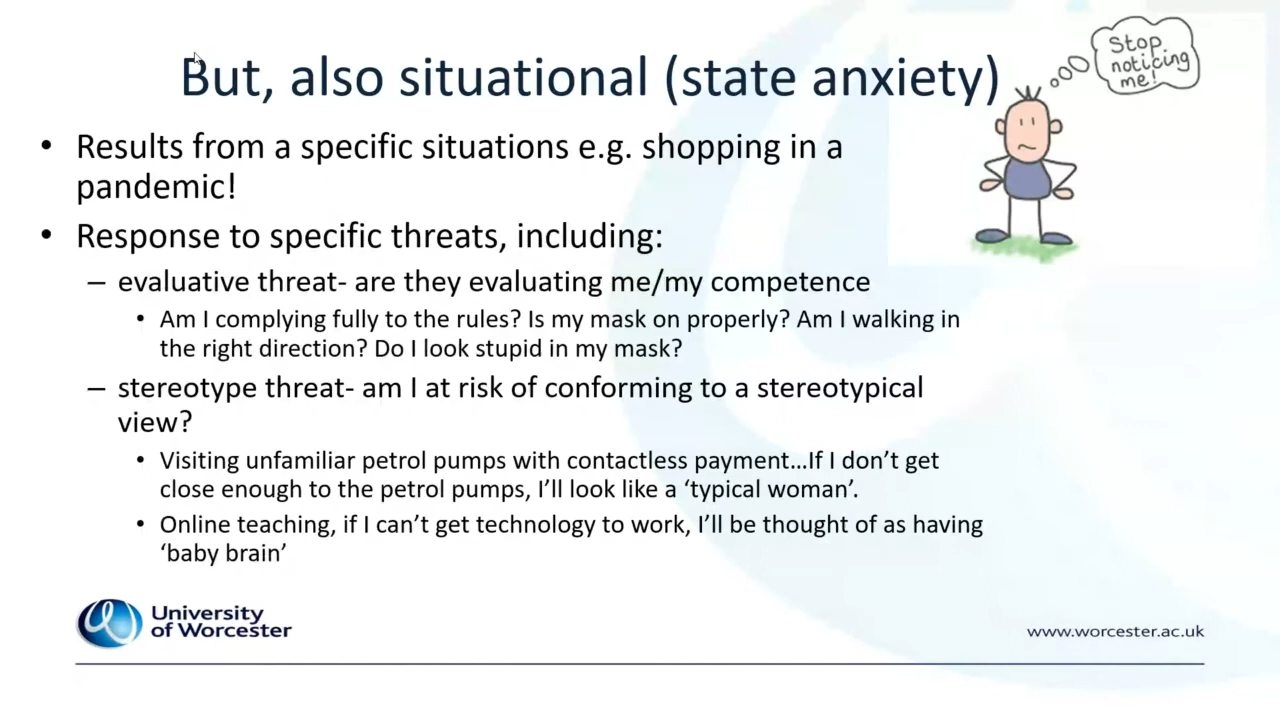 But, also situational (state anxiety)
Stop
noticing
me!
• Results from a specific situations e.g. shopping in a
pandemic!
• Response to specific threats, including:
– evaluative threat- are they evaluating me/my competence
• Am I complying fully to the rules? Is my mask on properly? Am I walking in
the right direction? Do I look stupid in my mask?
– stereotype threat- am I at risk of conforming to a stereotypical
view?
• Visiting unfamiliar petrol pumps with contactless payment…If I don’t get
close enough to the petrol pumps, I’ll look like a ‘typical woman’.
• Online teaching, if I can’t get technology to work, I’ll be thought of as having
‘baby brain’
University
of Worcester
www.worcester.ac.uk